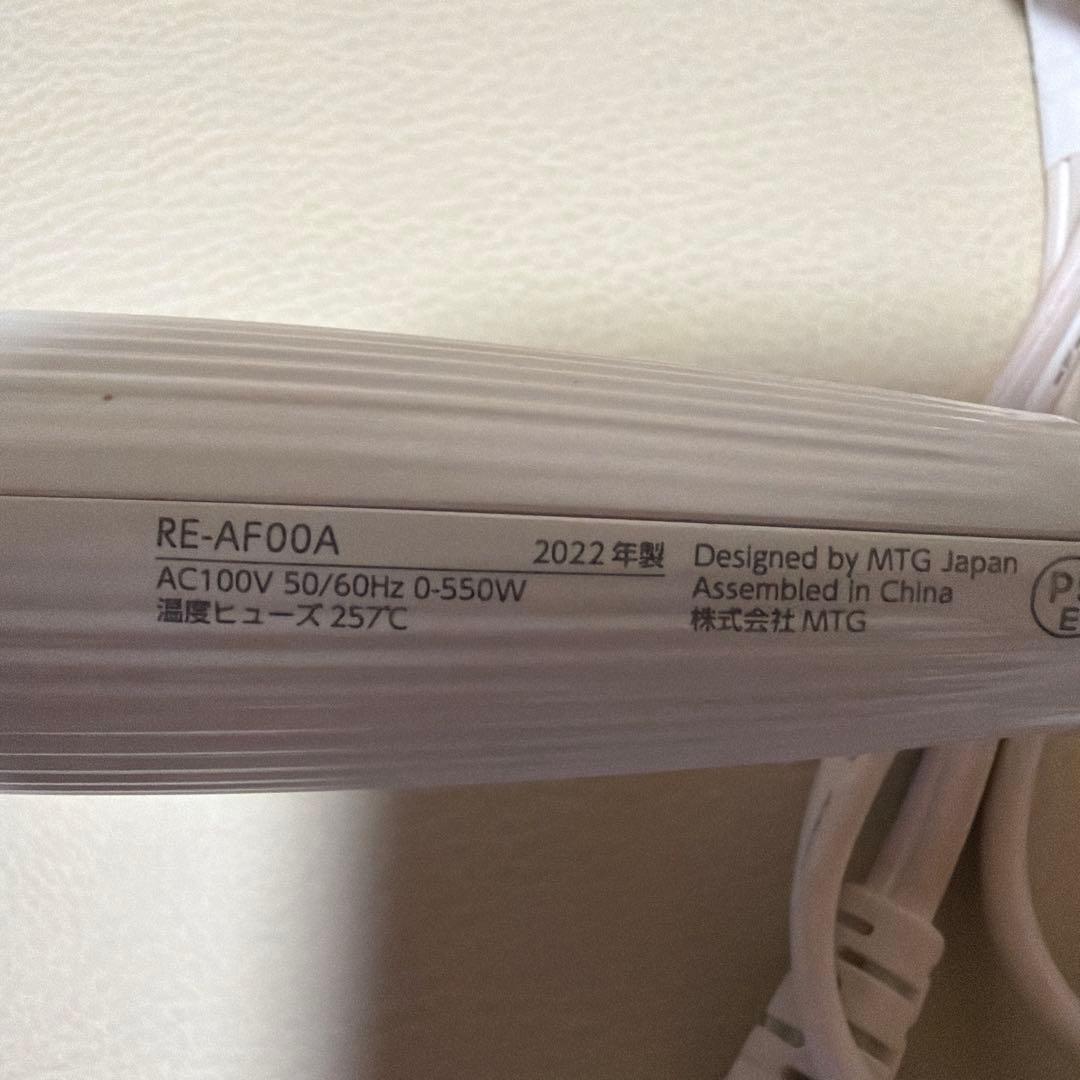 RE-AF00A
2022年製
AC100V 50/60Hz 0-550W
温度ヒューズ 257℃
Designed by MTG Japan
Assembled in China
株式会社 MTG
PS
E